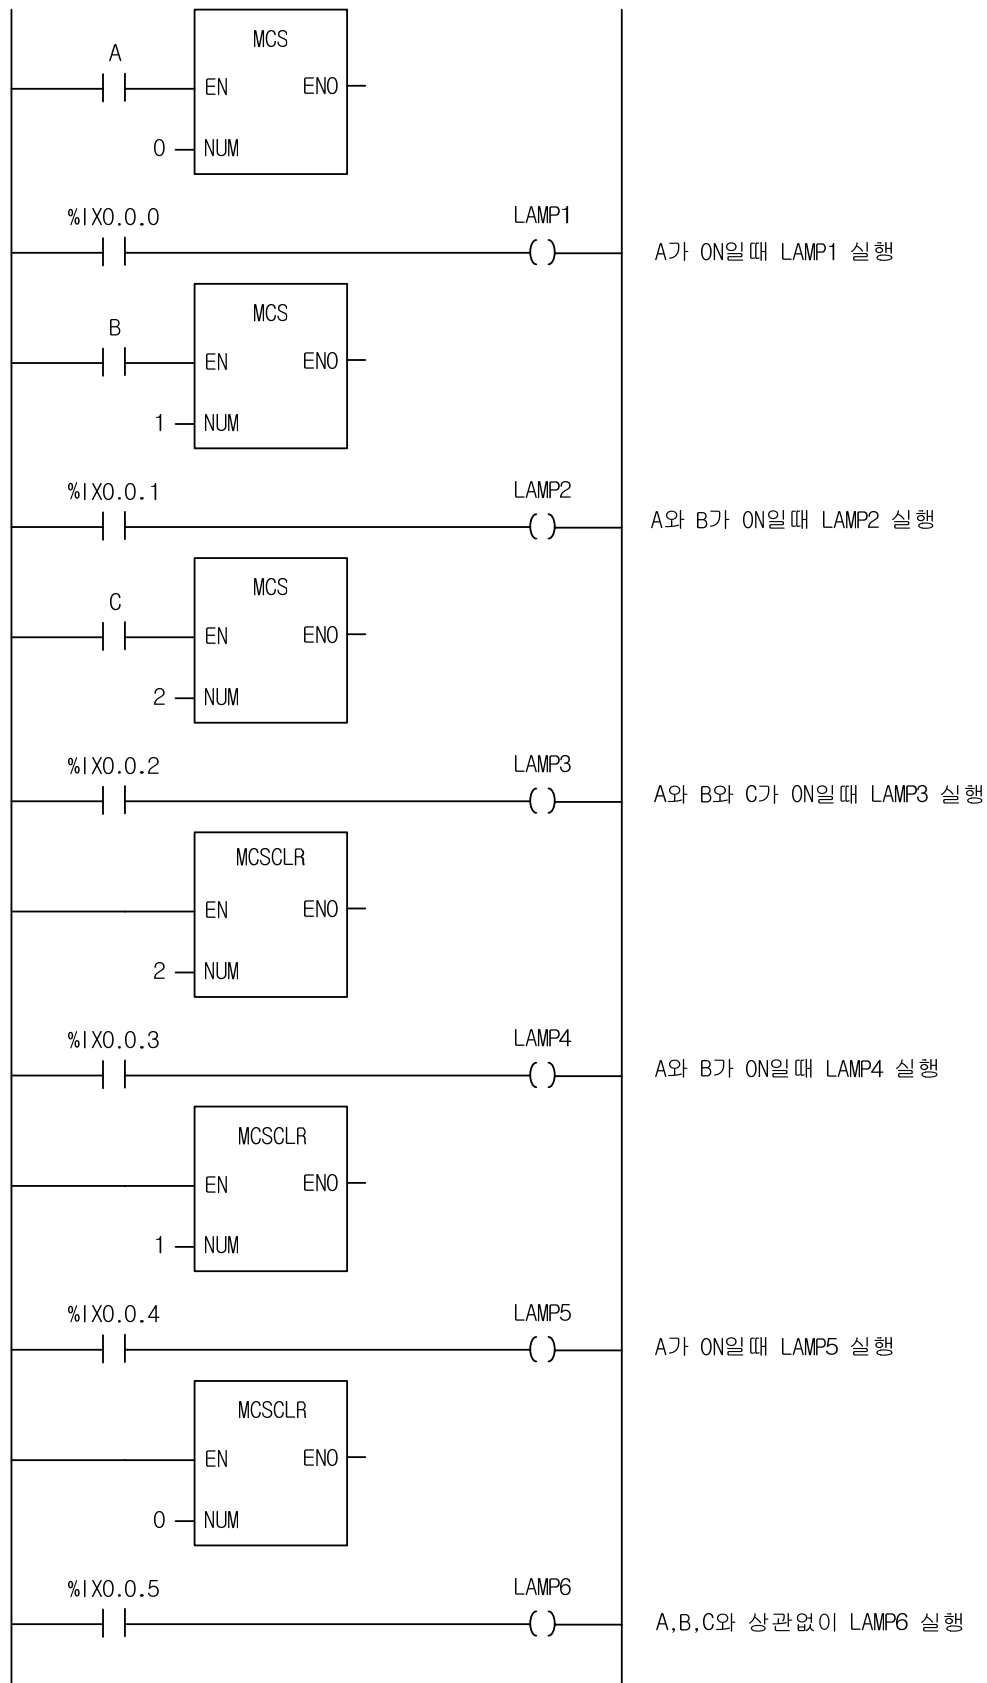 MCS
A
EN ENO
0 NUM
%IX0.0.0 LAMP1
A가 ON일때 LAMP1 실행
MCS
B
EN ENO
1 NUM
%IX0.0.1 LAMP2
A와 B가 ON일때 LAMP2 실행
MCS
C
EN ENO
2 NUM
%IX0.0.2 LAMP3
A와 B와 C가 ON일때 LAMP3 실행
MCSCLR
EN ENO
2 NUM
%IX0.0.3 LAMP4
A와 B가 ON일때 LAMP4 실행
MCSCLR
EN ENO
1 NUM
%IX0.0.4 LAMP5
A가 ON일때 LAMP5 실행
MCSCLR
EN ENO
0 NUM
%IX0.0.5 LAMP6
A,B,C와 상관없이 LAMP6 실행